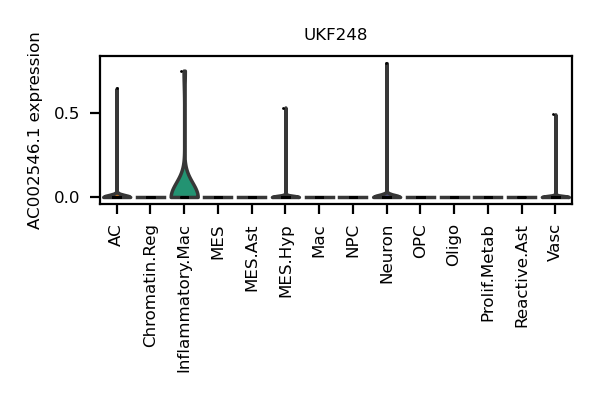 UKF248
AC002546.1 expression
0.5
0.0
AC
Chromatin.Reg
Inflammatory.Mac
MES
MES.Ast
MES.Hyp
Mac
NPC
Neuron
OPC
Oligo
Prolif.Metab
Reactive.Ast
Vasc